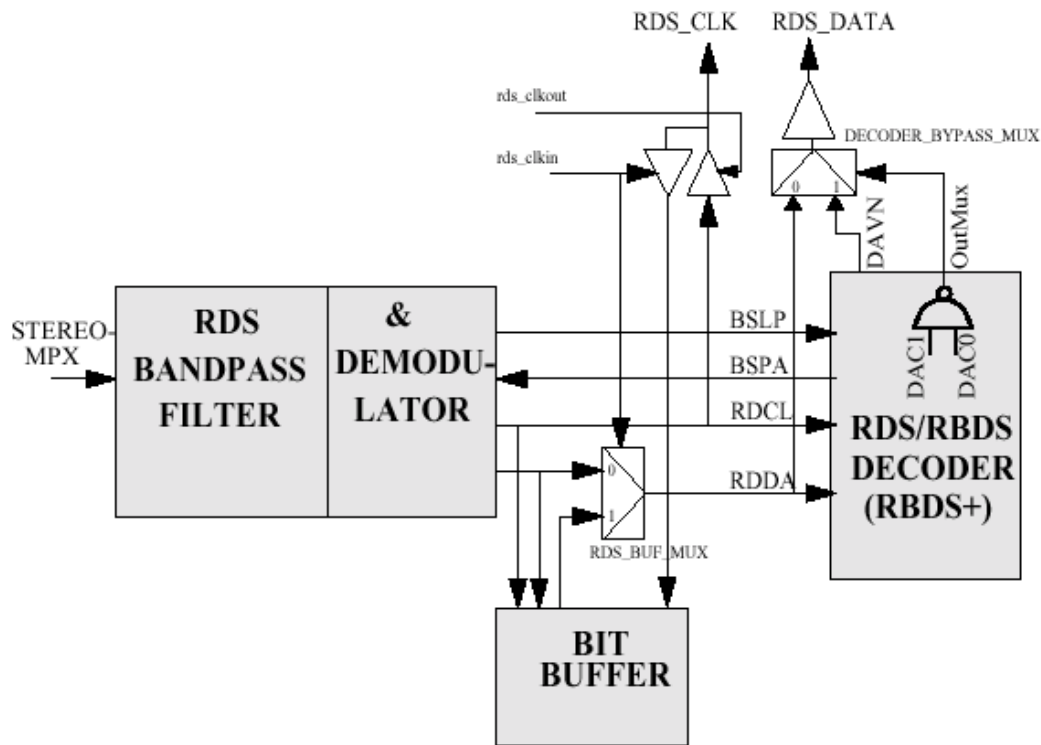 RDS_CLK
RDS_DATA
rds_clkout
rds_clkin
DECODER_BYPASS_MUX
0
1
DAVN
OutMux
STEREO
MPX
RDS
BANDPASS
FILTER
&
DEMODU-
LATOR
BSLP
BSPA
RDCL
RDDA
DAC1
DAC0
RDS/RBDS
DECODER
(RBDS+)
0
1
RDS_BUF_MUX
BIT
BUFFER